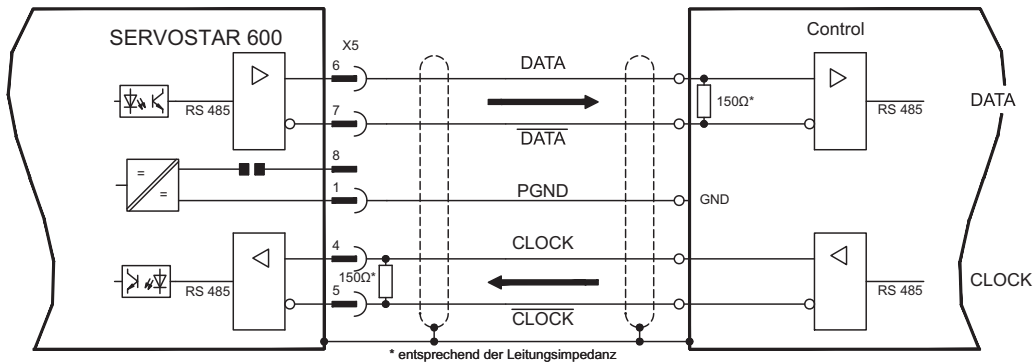 SERVOSTAR 600
X5
Control
6
DATA
RS 485
150Ω*
RS 485
DATA
7
DATA
8
=
=
1
PGND
GND
4
CLOCK
RS 485
150Ω*
RS 485
CLOCK
5
CLOCK
* entsprechend der Leitungsimpedanz